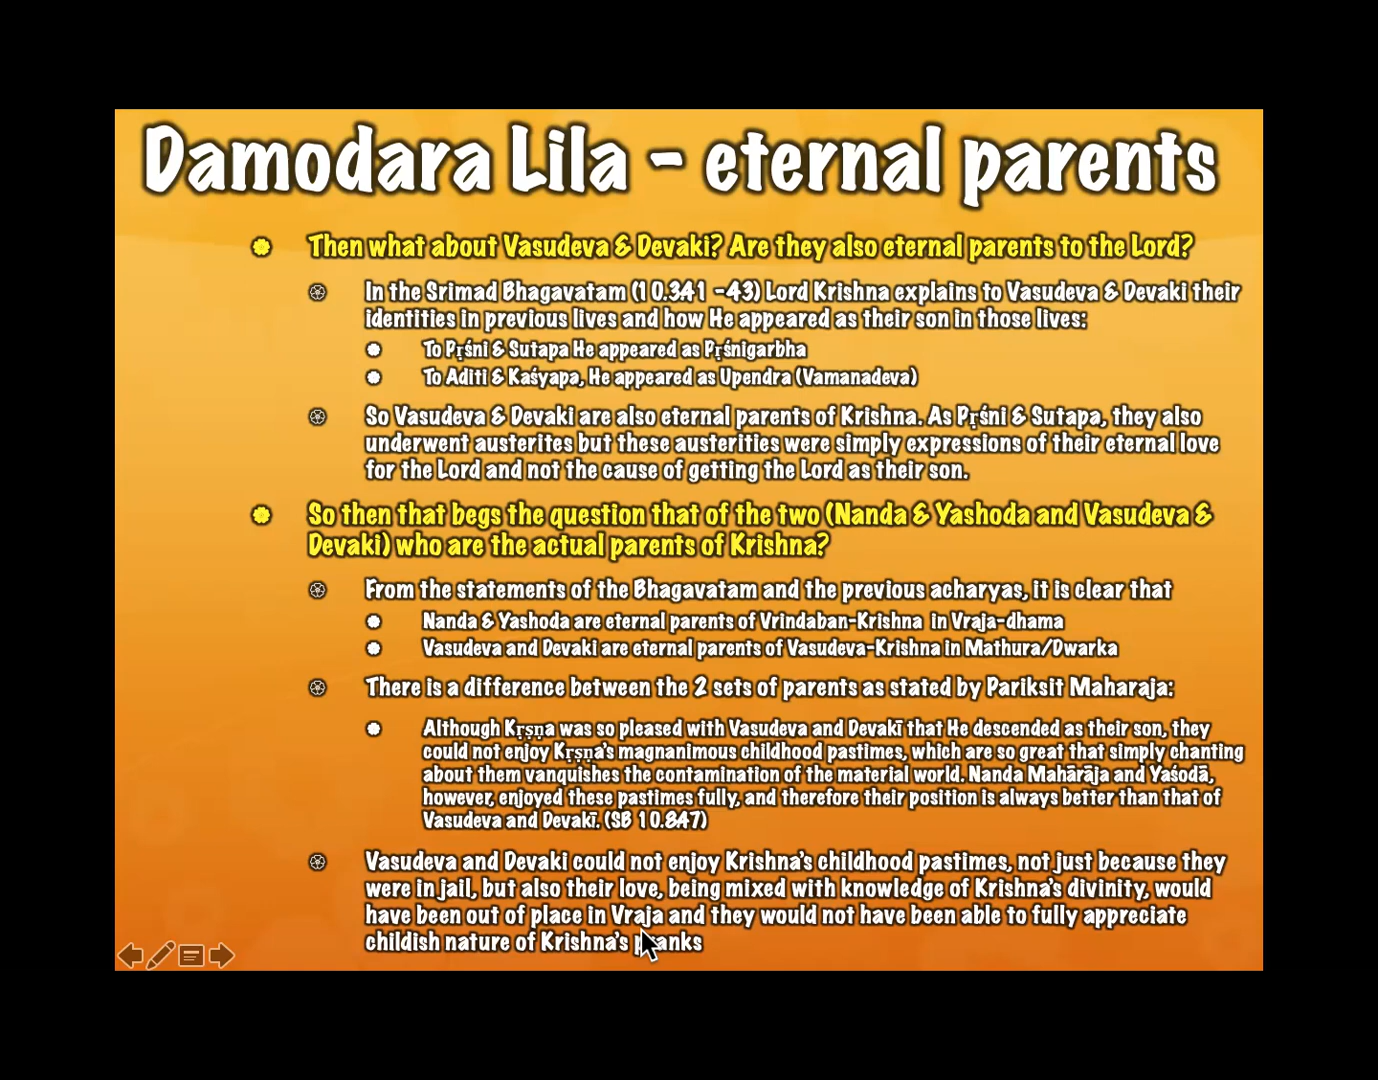 Damodara Lila - eternal parents
Then what about Vasudeva & Devaki? Are they also eternal parents to the Lord?
In the Srimad Bhagavatam (10.341 -43) Lord Krishna explains to Vasudeva & Devaki their
identities in previous lives and how He appeared as their son in those lives:
To Pṛśni & Sutapa He appeared as Pṛśnigarbha
To Aditi & Kaśyapa, He appeared as Upendra (Vamanadeva)
So Vasudeva & Devaki are also eternal parents of Krishna. As Pṛśni & Sutapa, they also
underwent austerites but these austerities were simply expressions of their eternal love
for the Lord and not the cause of getting the Lord as their son.
So then that begs the question that of the two (Nanda & Yashoda and Vasudeva &
Devaki) who are the actual parents of Krishna?
From the statements of the Bhagavatam and the previous acharyas, it is clear that
Nanda & Yashoda are eternal parents of Vrindaban-Krishna in Vraja-dhama
Vasudeva and Devaki are eternal parents of Vasudeva-Krishna in Mathura/Dwarka
There is a difference between the 2 sets of parents as stated by Pariksit Maharaja:
Although Kṛṣṇa was so pleased with Vasudeva and Devakī that He descended as their son, they
could not enjoy Kṛṣṇa's magnanimous childhood pastimes, which are so great that simply chanting
about them vanquishes the contamination of the material world. Nanda Mahārāja and Yaśodā,
however, enjoyed these pastimes fully, and therefore their position is always better than that of
Vasudeva and Devakī. (SB 10.847)
Vasudeva and Devaki could not enjoy Krishna's childhood pastimes, not just because they
were in jail, but also their love, being mixed with knowledge of Krishna's divinity, would
have been out of place in Vraja and they would not have been able to fully appreciate
childish nature of Krishna's pranks